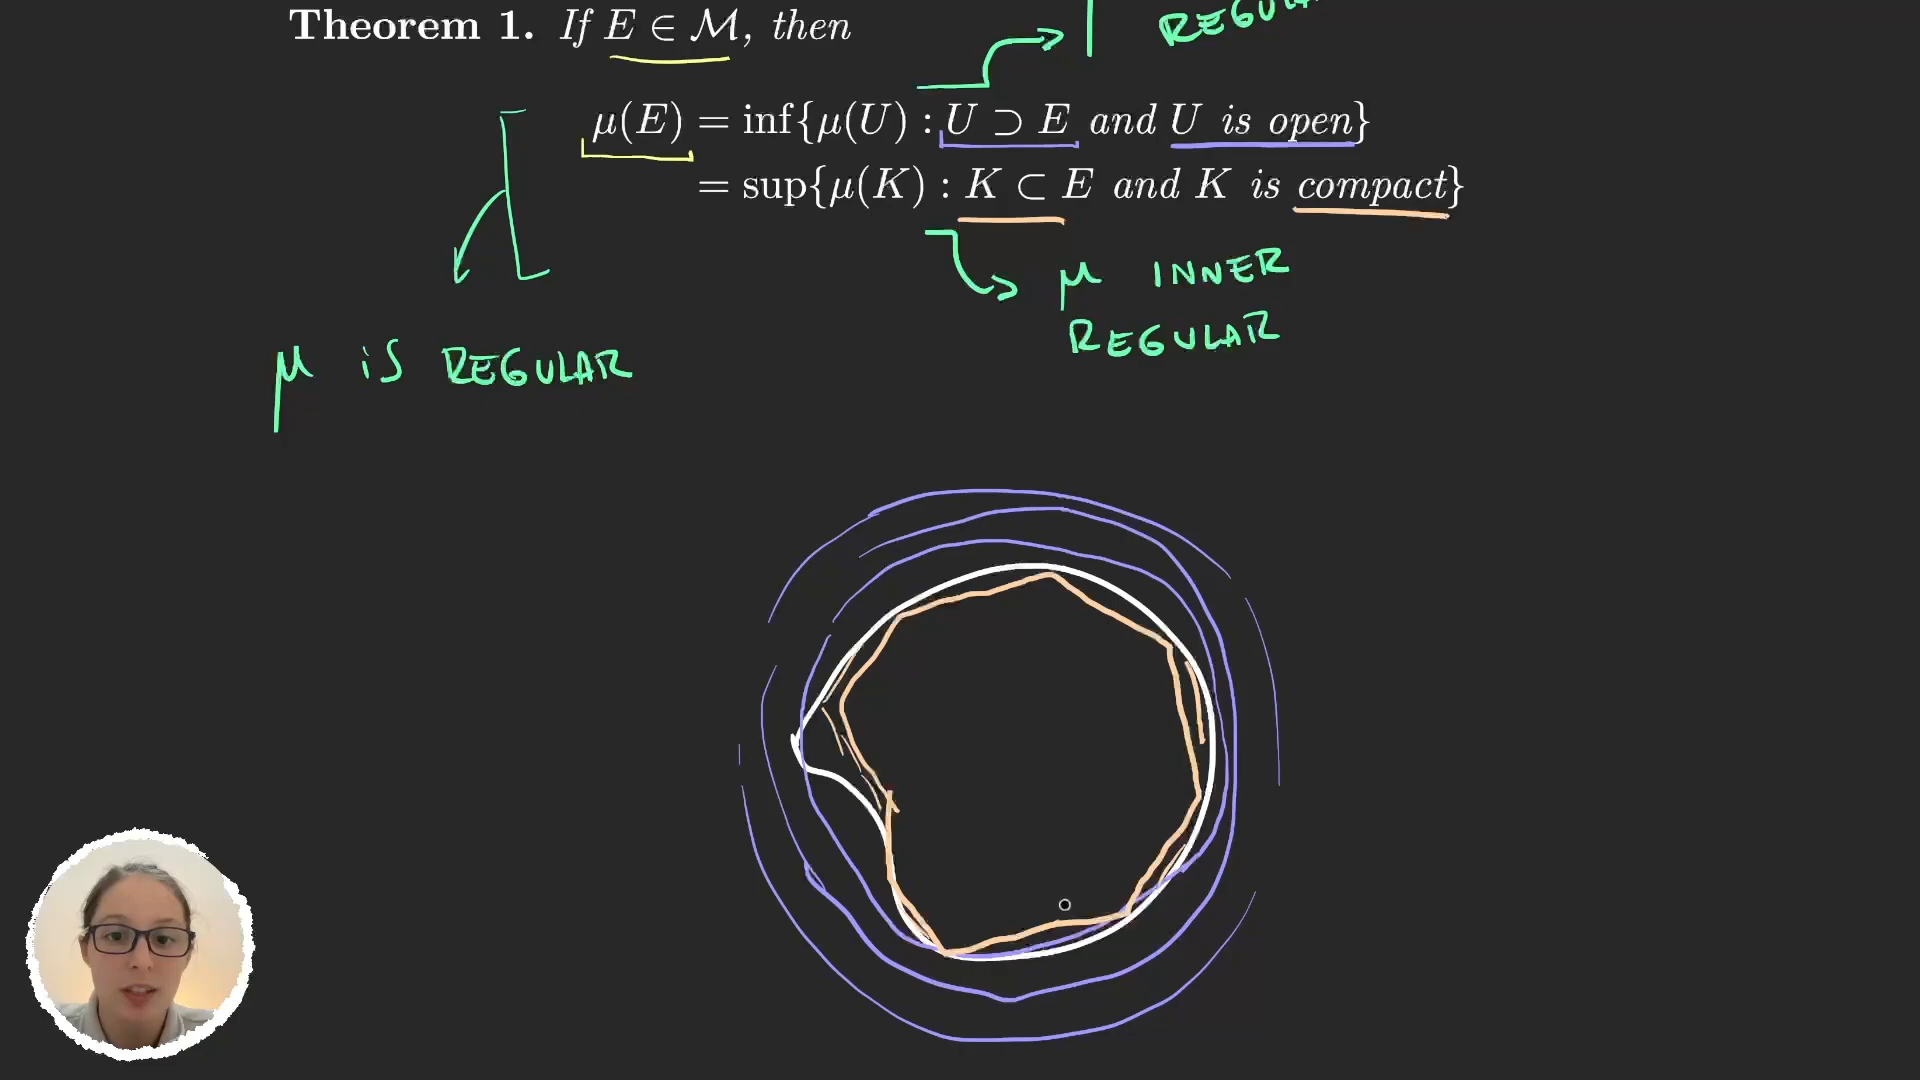 Theorem 1. If E ∈ ℳ, then
μ(E) = inf{μ(U) : U ⊃ E and U is open}
= sup{μ(K) : K ⊂ E and K is compact}
μ INNER
REGULAR
μ iS REGULAR